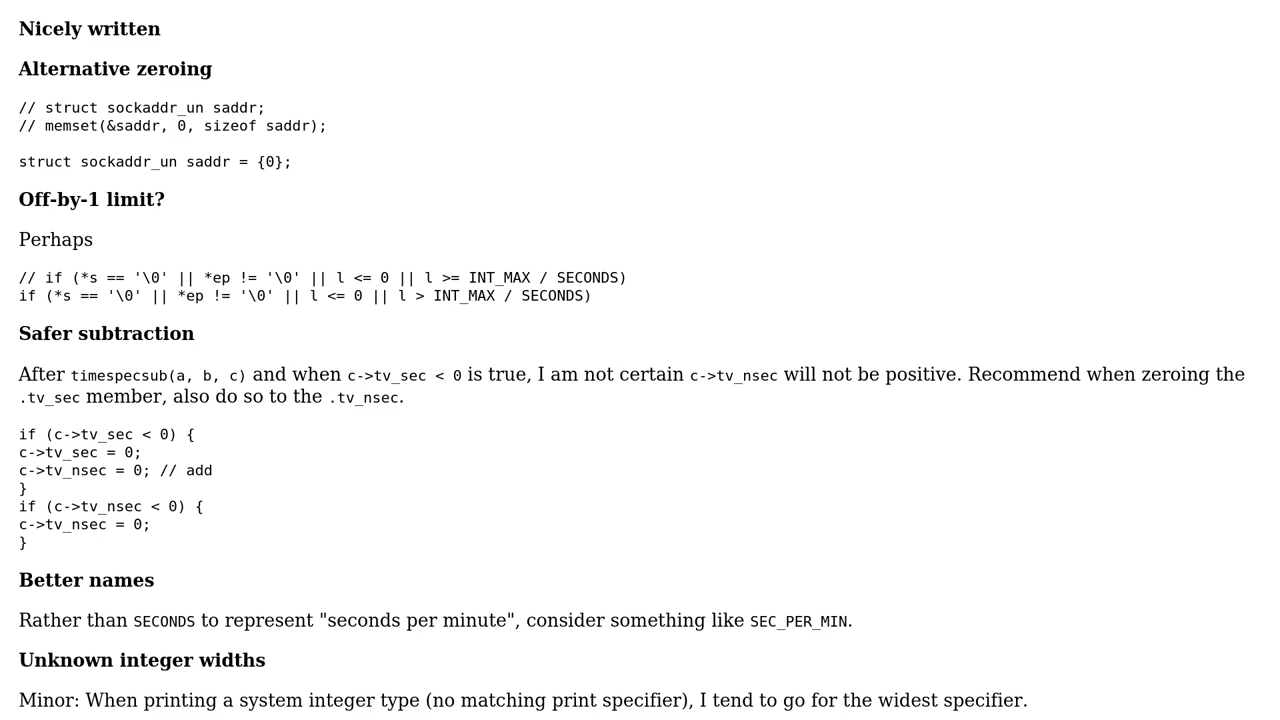 Nicely written
Alternative zeroing
// struct sockaddr_un saddr;
// memset(&saddr, 0, sizeof saddr);
struct sockaddr_un saddr = {0};
Off-by-1 limit?
Perhaps
// if (*s == '\0' || *ep != '\0' || l <= 0 || l >= INT_MAX / SECONDS)
if (*s == '\0' || *ep != '\0' || l <= 0 || l > INT_MAX / SECONDS)
Safer subtraction
After timespecsub(a, b, c) and when c->tv_sec < 0 is true, I am not certain c->tv_nsec will not be positive. Recommend when zeroing the
.tv_sec member, also do so to the .tv_nsec.
if (c->tv_sec < 0) {
c->tv_sec = 0;
c->tv_nsec = 0; // add
}
if (c->tv_nsec < 0) {
c->tv_nsec = 0;
}
Better names
Rather than SECONDS to represent "seconds per minute", consider something like SEC_PER_MIN.
Unknown integer widths
Minor: When printing a system integer type (no matching print specifier), I tend to go for the widest specifier.